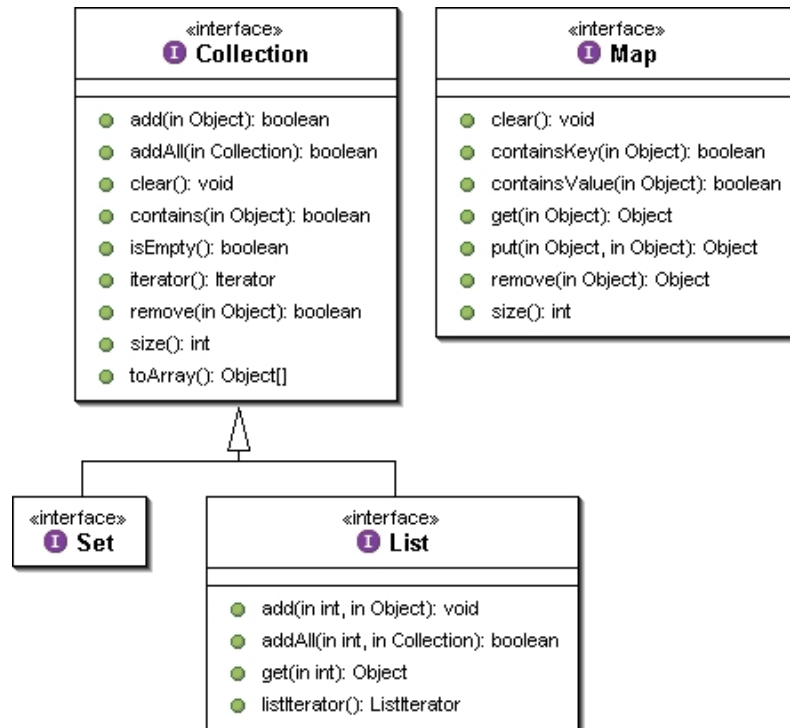 «interface»
I Collection
add(in Object): boolean
addAll(in Collection): boolean
clear(): void
contains(in Object): boolean
isEmpty(): boolean
iterator(): Iterator
remove(in Object): boolean
size(): int
toArray(): Object[]
«interface»
I Map
clear(): void
containsKey(in Object): boolean
containsValue(in Object): boolean
get(in Object): Object
put(in Object, in Object): Object
remove(in Object): Object
size(): int
«interface»
I Set
«interface»
I List
add(in int, in Object): void
addAll(in int, in Collection): boolean
get(in int): Object
listIterator(): ListIterator